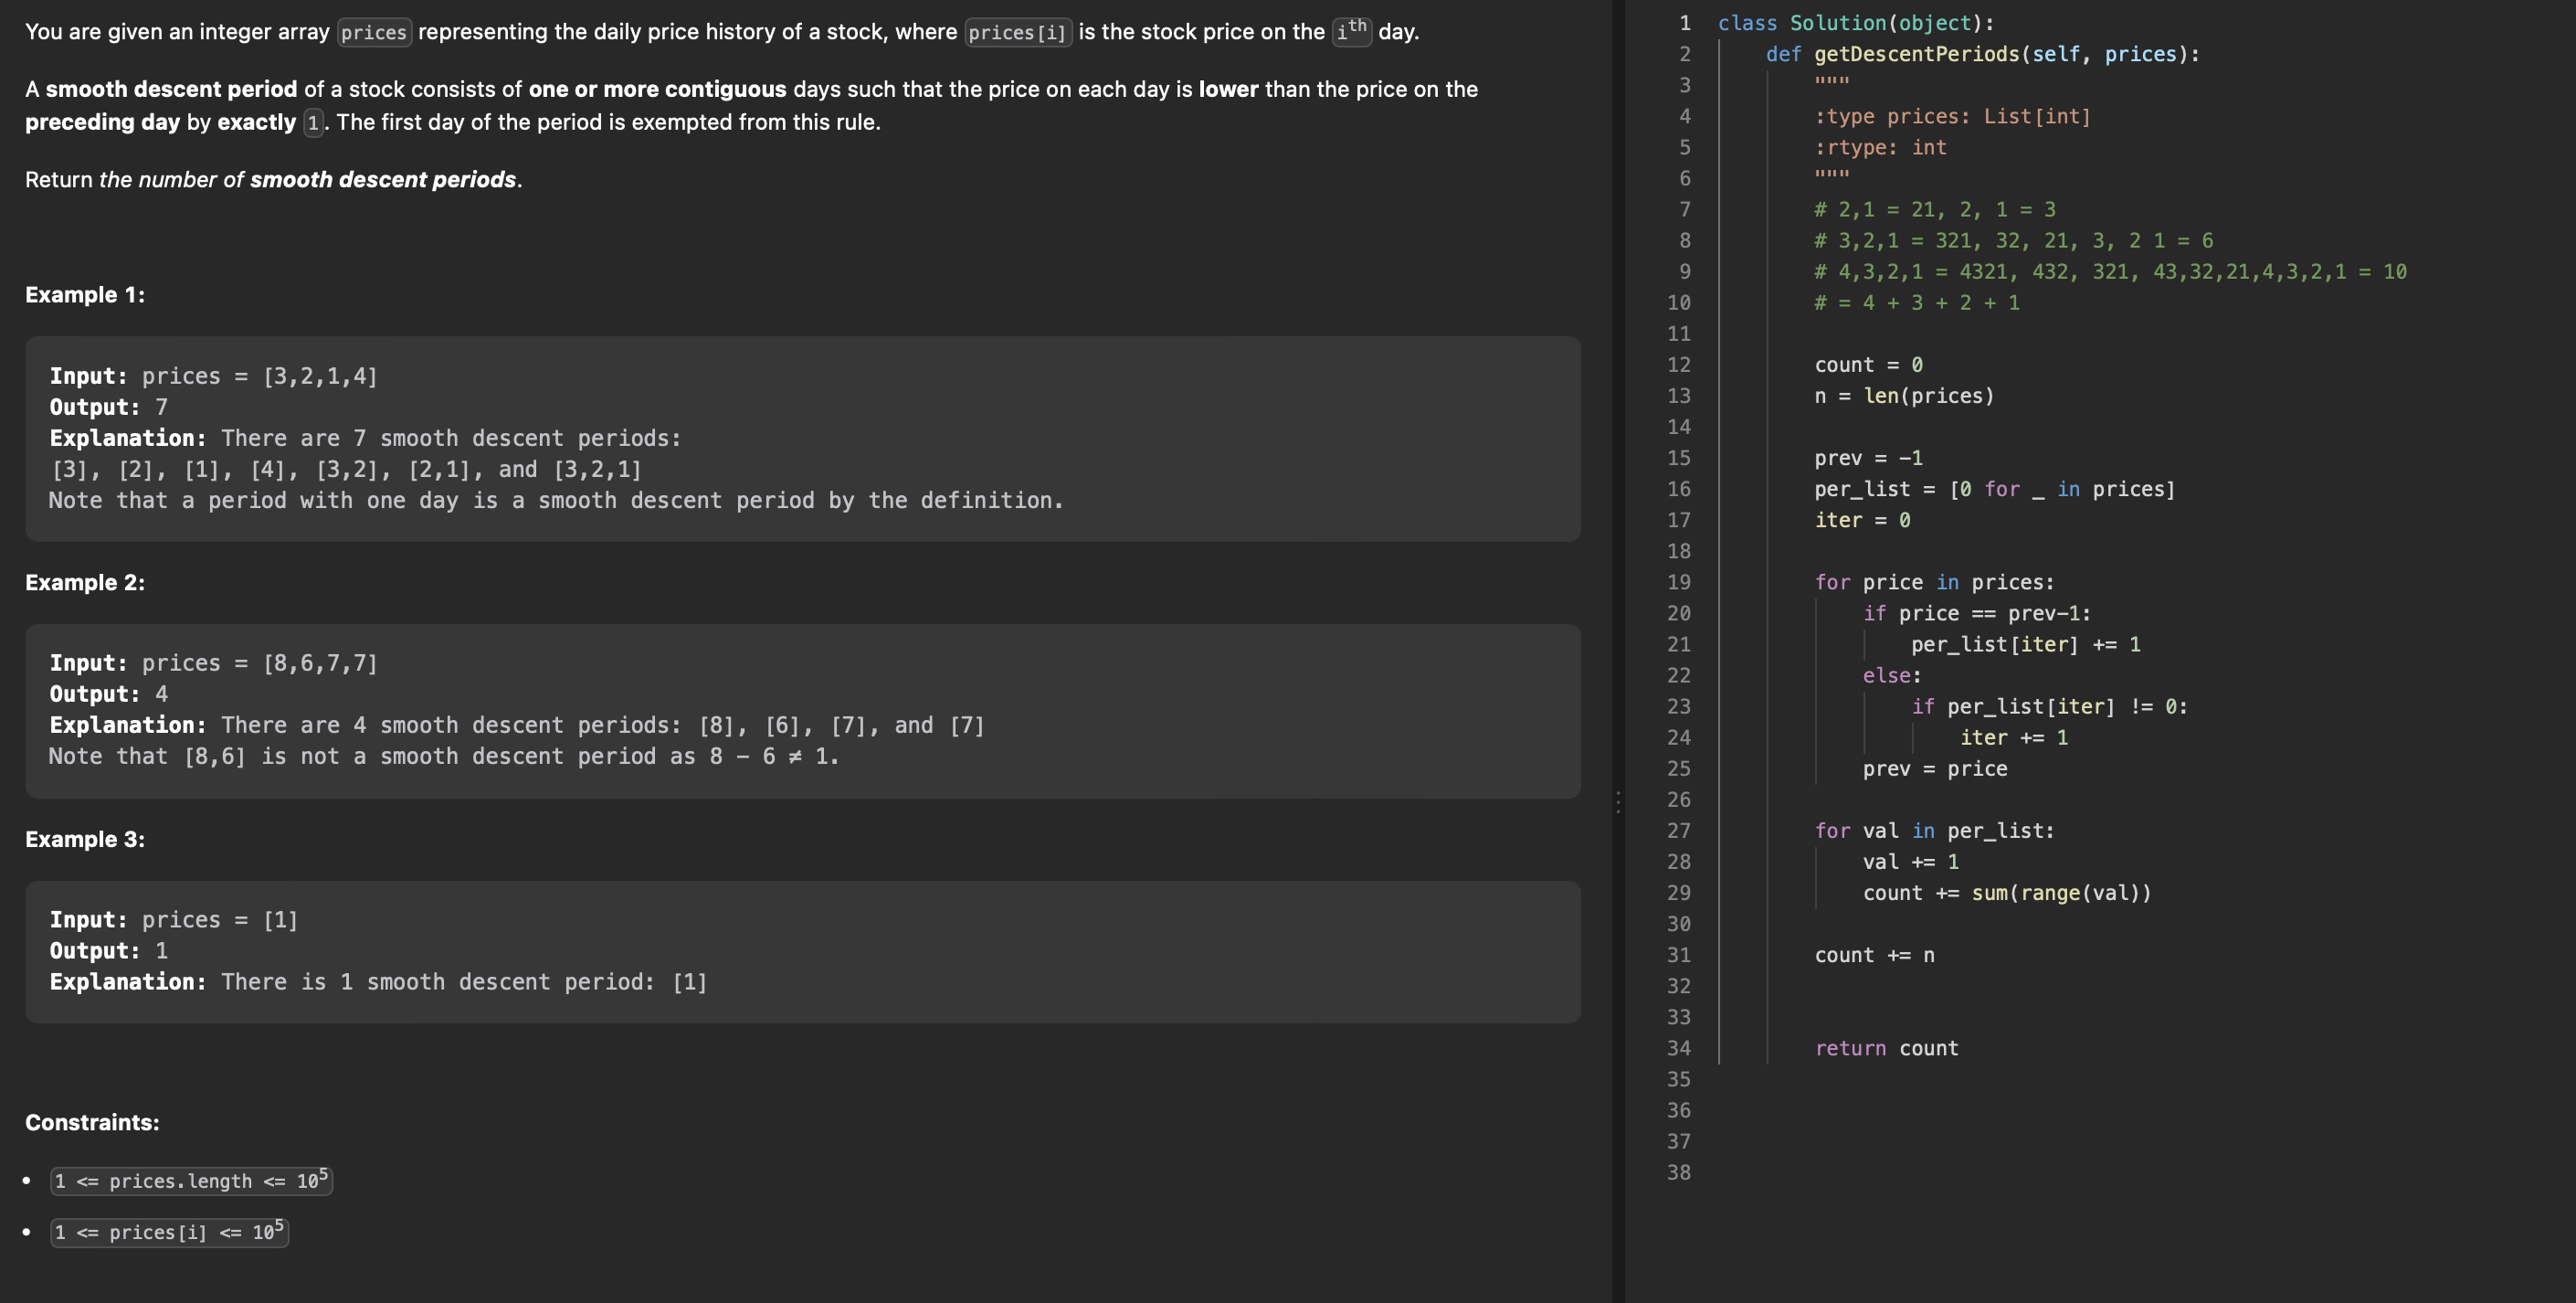 You are given an integer array prices representing the daily price history of a stock, where prices[i] is the stock price on the ith day.
A smooth descent period of a stock consists of one or more contiguous days such that the price on each day is lower than the price on the
preceding day by exactly 1. The first day of the period is exempted from this rule.
Return the number of smooth descent periods.
Example 1:
Input: prices = [3,2,1,4]
Output: 7
Explanation: There are 7 smooth descent periods:
[3], [2], [1], [4], [3,2], [2,1], and [3,2,1]
Note that a period with one day is a smooth descent period by the definition.
Example 2:
Input: prices = [8,6,7,7]
Output: 4
Explanation: There are 4 smooth descent periods: [8], [6], [7], and [7]
Note that [8,6] is not a smooth descent period as 8 - 6 ≠ 1.
Example 3:
Input: prices = [1]
Output: 1
Explanation: There is 1 smooth descent period: [1]
Constraints:
• 1 <= prices.length <= 10^5
• 1 <= prices[i] <= 10^5
1 class Solution(object):
2     def getDescentPeriods(self, prices):
3         """
4         :type prices: List[int]
5         :rtype: int
6         """
7         # 2,1 = 21, 2, 1 = 3
8         # 3,2,1 = 321, 32, 21, 3, 2 1 = 6
9         # 4,3,2,1 = 4321, 432, 321, 43,32,21,4,3,2,1 = 10
10         # = 4 + 3 + 2 + 1
11
12         count = 0
13         n = len(prices)
14
15         prev = -1
16         per_list = [0 for _ in prices]
17         iter = 0
18
19         for price in prices:
20             if price == prev-1:
21                 per_list[iter] += 1
22             else:
23                 if per_list[iter] != 0:
24                     iter += 1
25             prev = price
26
27         for val in per_list:
28             val += 1
29             count += sum(range(val))
30
31         count += n
32
33
34         return count
35
36
37
38